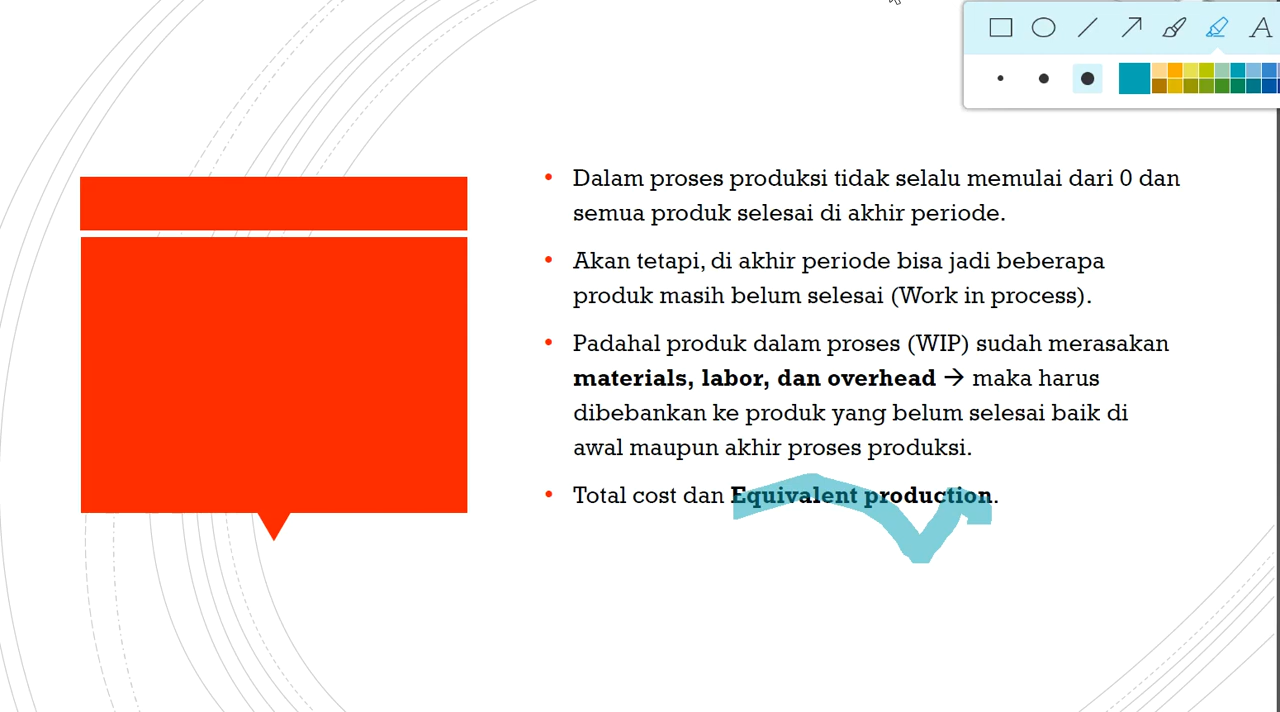 • Dalam proses produksi tidak selalu memulai dari 0 dan
semua produk selesai di akhir periode.
• Akan tetapi, di akhir periode bisa jadi beberapa
produk masih belum selesai (Work in process).
• Padahal produk dalam proses (WIP) sudah merasakan
materials, labor, dan overhead → maka harus
dibebankan ke produk yang belum selesai baik di
awal maupun akhir proses produksi.
• Total cost dan Equivalent production.
A